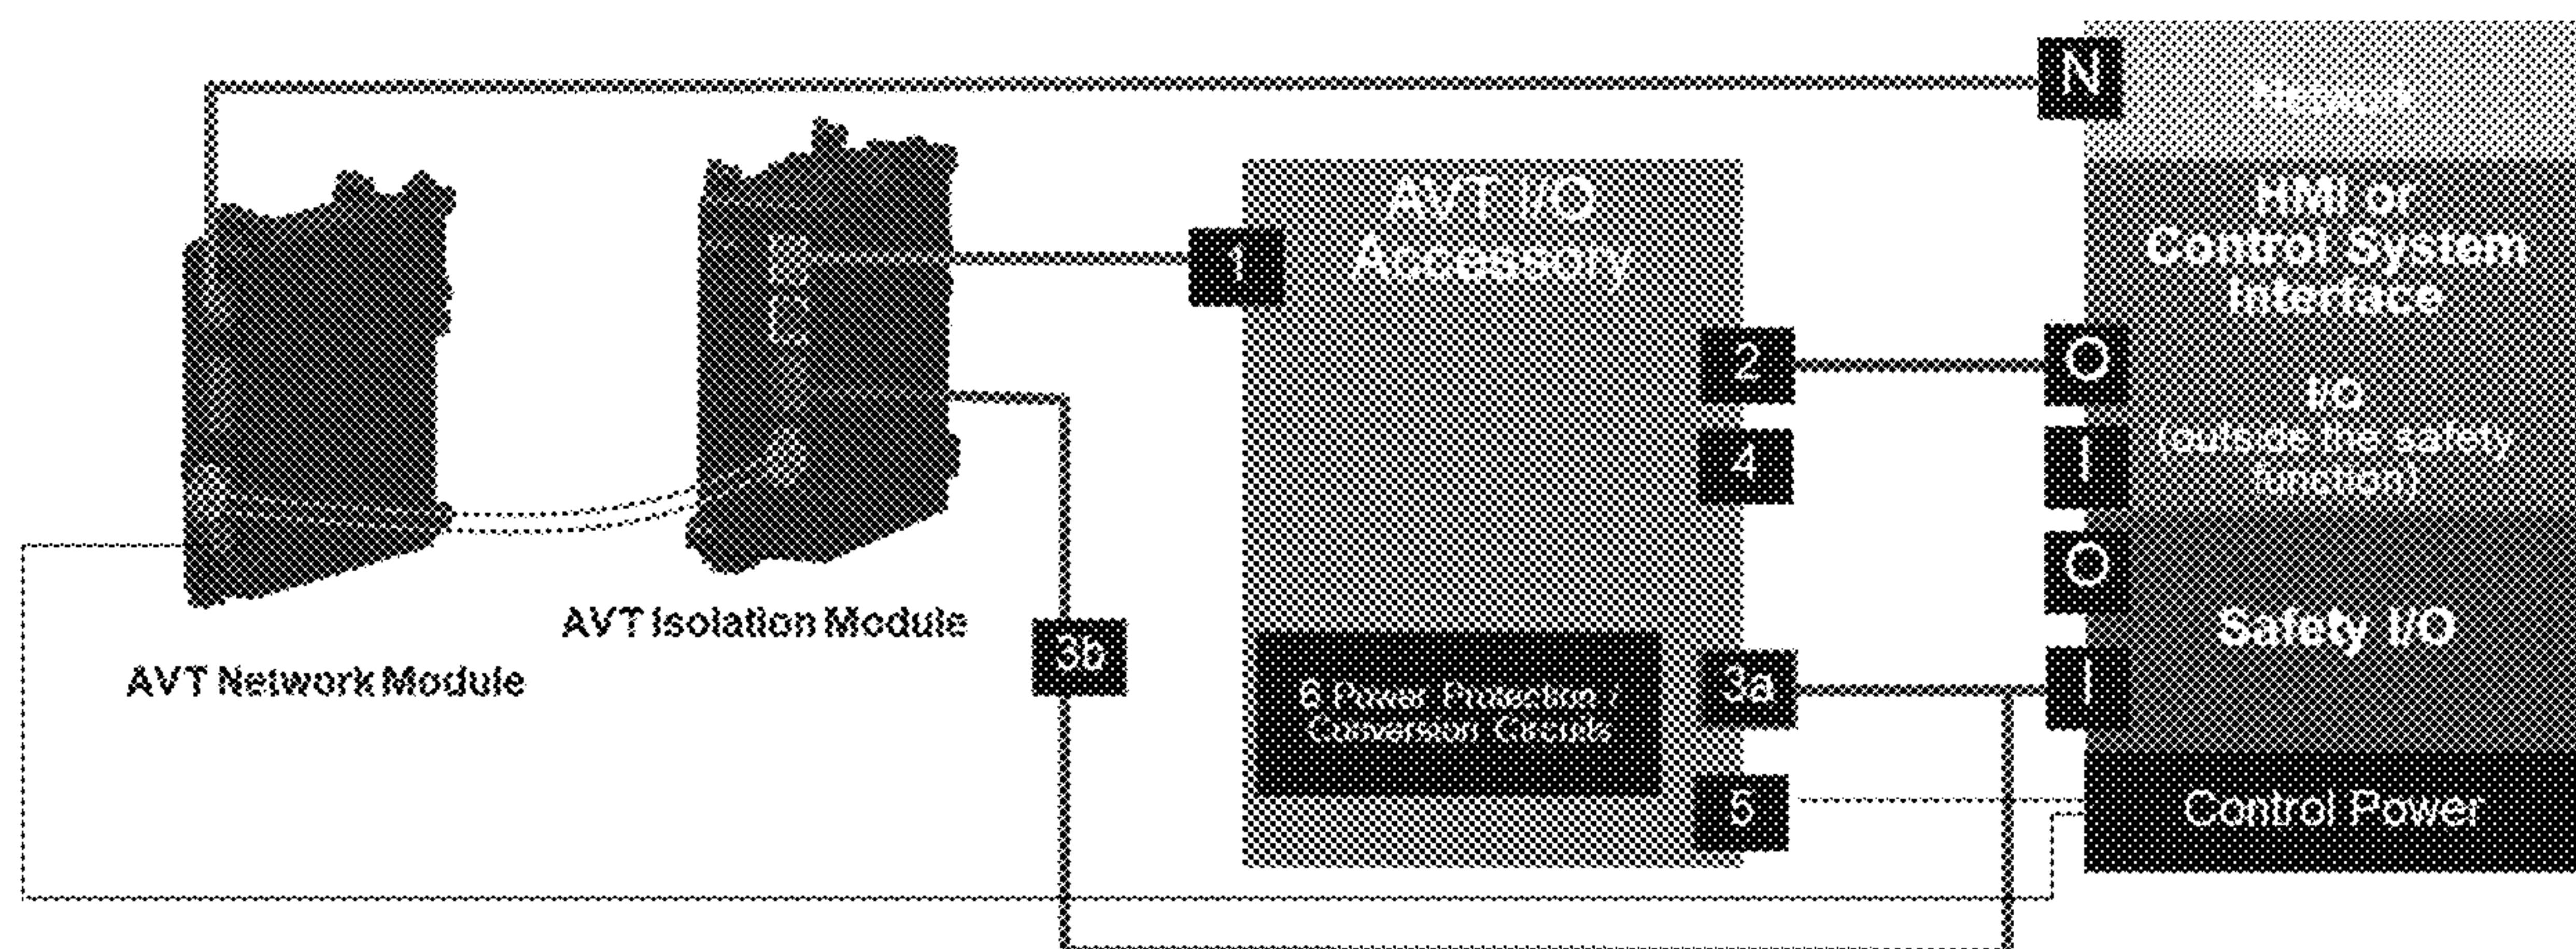 N
Network
HMI or
Control System
Interface
I/O
(outside the safety
function)
O
I
O
I
Safety I/O
Control Power
AVT I/O
Accessory
1
2
4
3a
5
6 Power Protection /
Conversion Circuits
3b
AVT Isolation Module
AVT Network Module